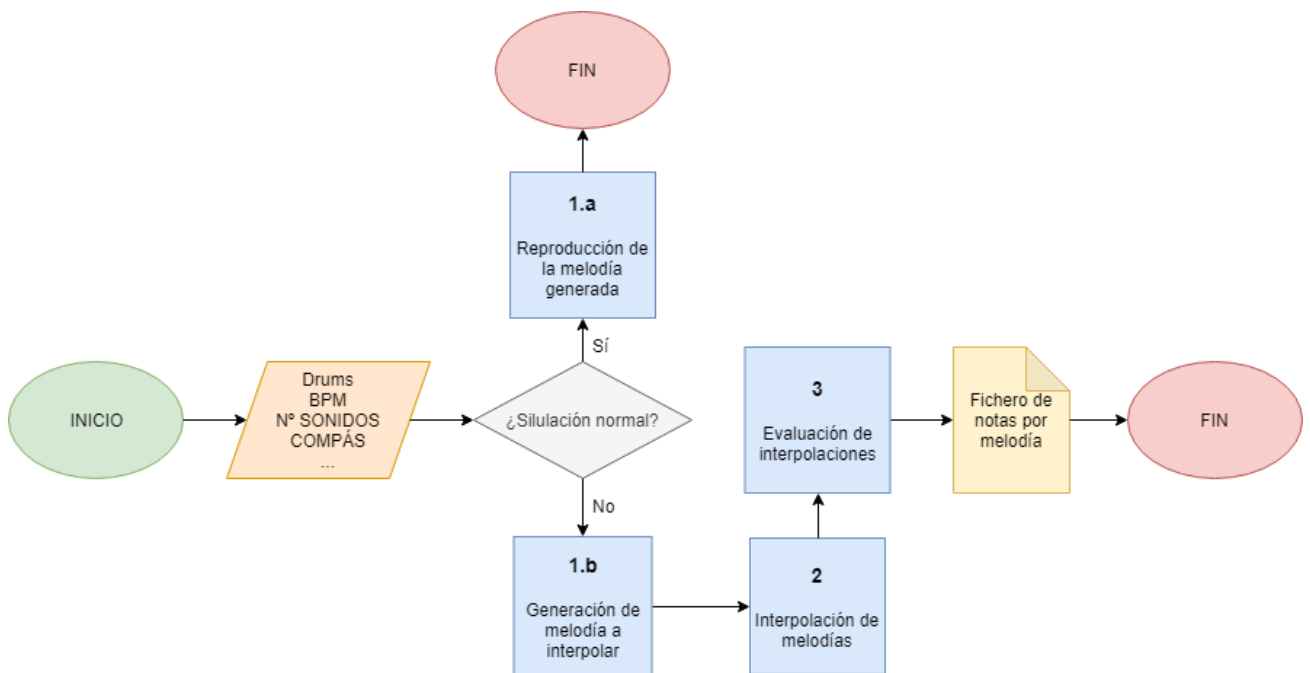 FIN
1.a
Reproducción de
la melodía
generada
Sí
INICIO
Drums
BPM
Nº SONIDOS
COMPÁS
...
¿Silulación normal?
No
1.b
Generación de
melodía a
interpolar
2
Interpolación de
melodías
3
Evaluación de
interpolaciones
Fichero de
notas por
melodía
FIN